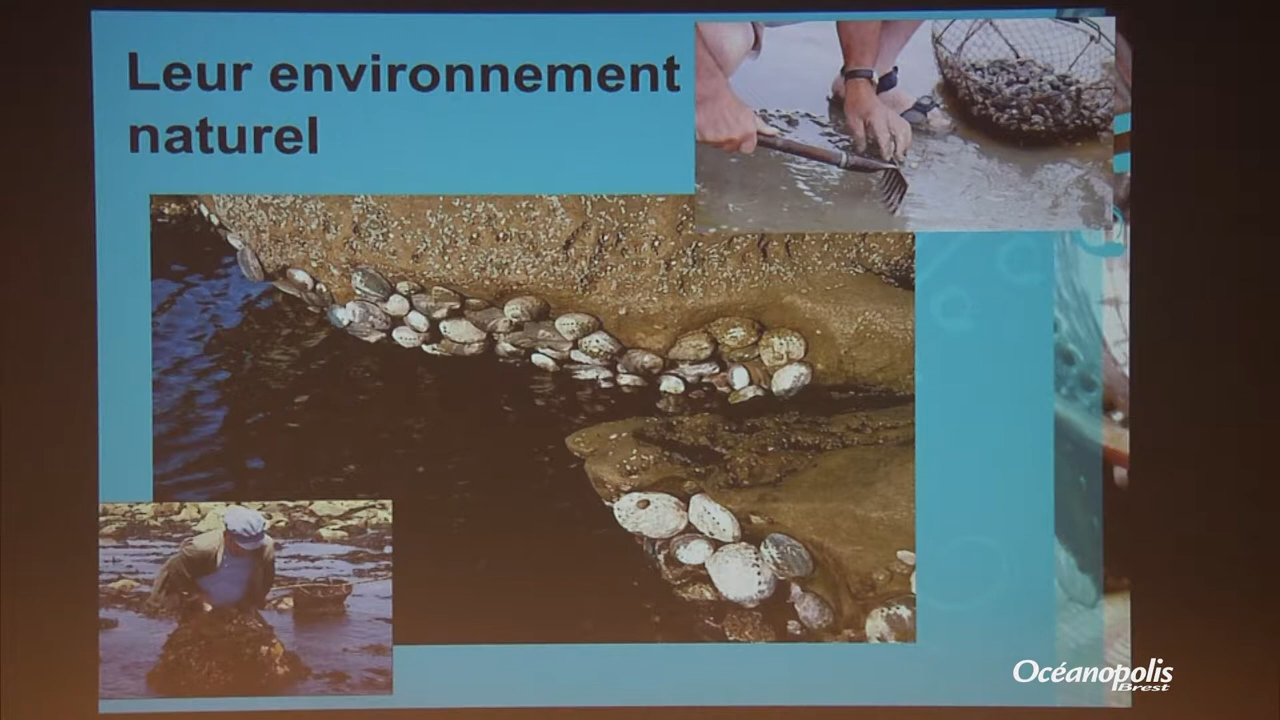 Leur environnement
naturel
Océanopolis
Brest